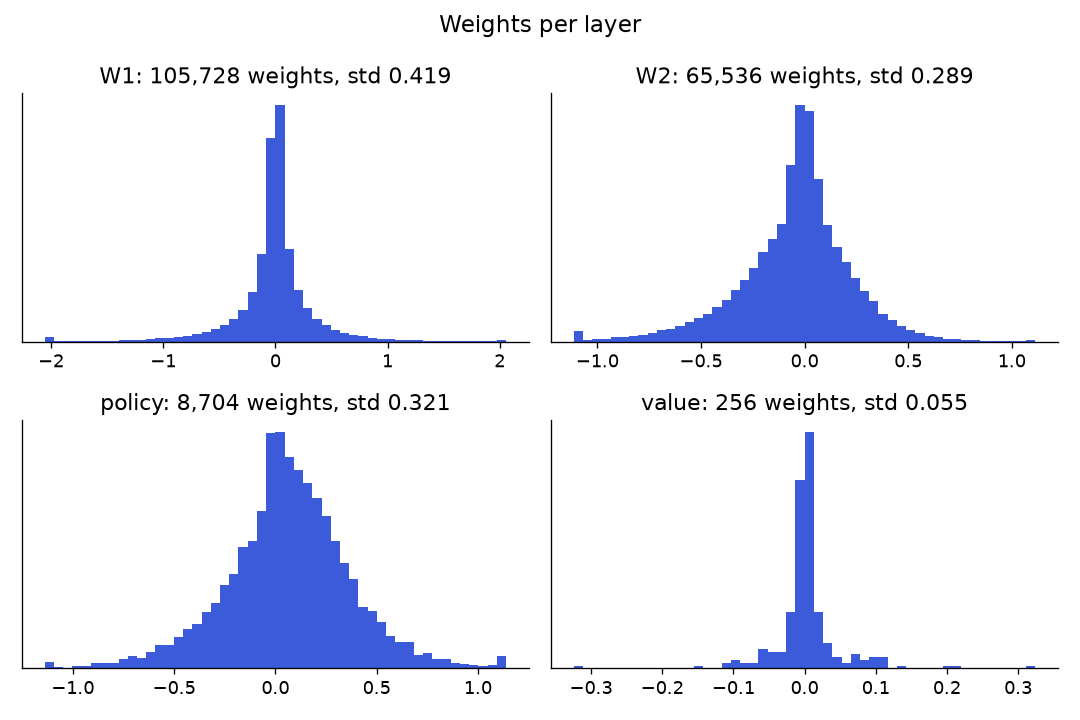 Weights per layer
W1: 105,728 weights, std 0.419
W2: 65,536 weights, std 0.289
−2 −1 0 1 2
−1.0 −0.5 0.0 0.5 1.0
policy: 8,704 weights, std 0.321
value: 256 weights, std 0.055
−1.0 −0.5 0.0 0.5 1.0
−0.3 −0.2 −0.1 0.0 0.1 0.2 0.3